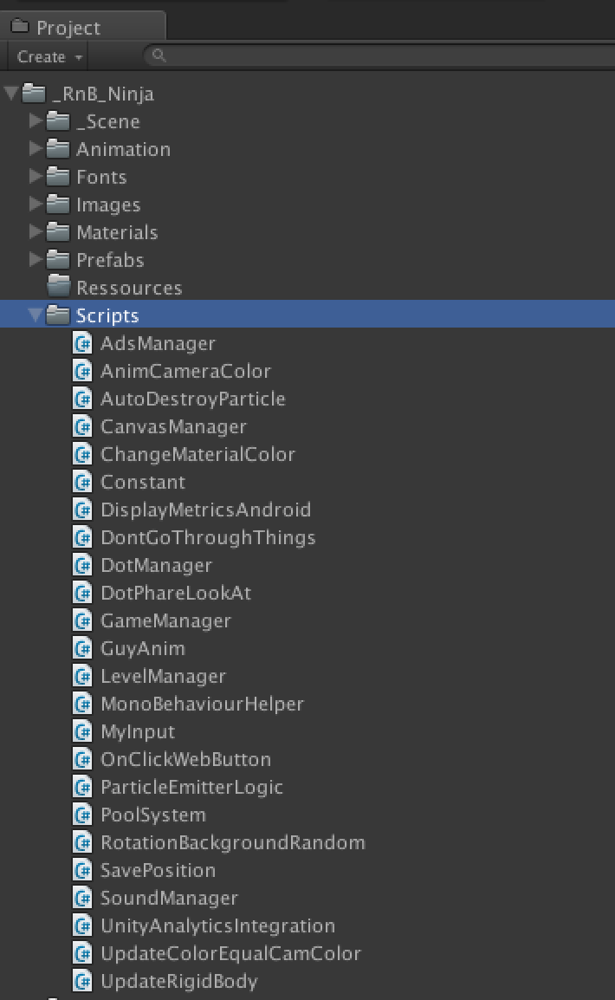 Project
Create
_RnB_Ninja
_Scene
Animation
Fonts
Images
Materials
Prefabs
Ressources
Scripts
AdsManager
AnimCameraColor
AutoDestroyParticle
CanvasManager
ChangeMaterialColor
Constant
DisplayMetricsAndroid
DontGoThroughThings
DotManager
DotPhareLookAt
GameManager
GuyAnim
LevelManager
MonoBehaviourHelper
MyInput
OnClickWebButton
ParticleEmitterLogic
PoolSystem
RotationBackgroundRandom
SavePosition
SoundManager
UnityAnalyticsIntegration
UpdateColorEqualCamColor
UpdateRigidBody